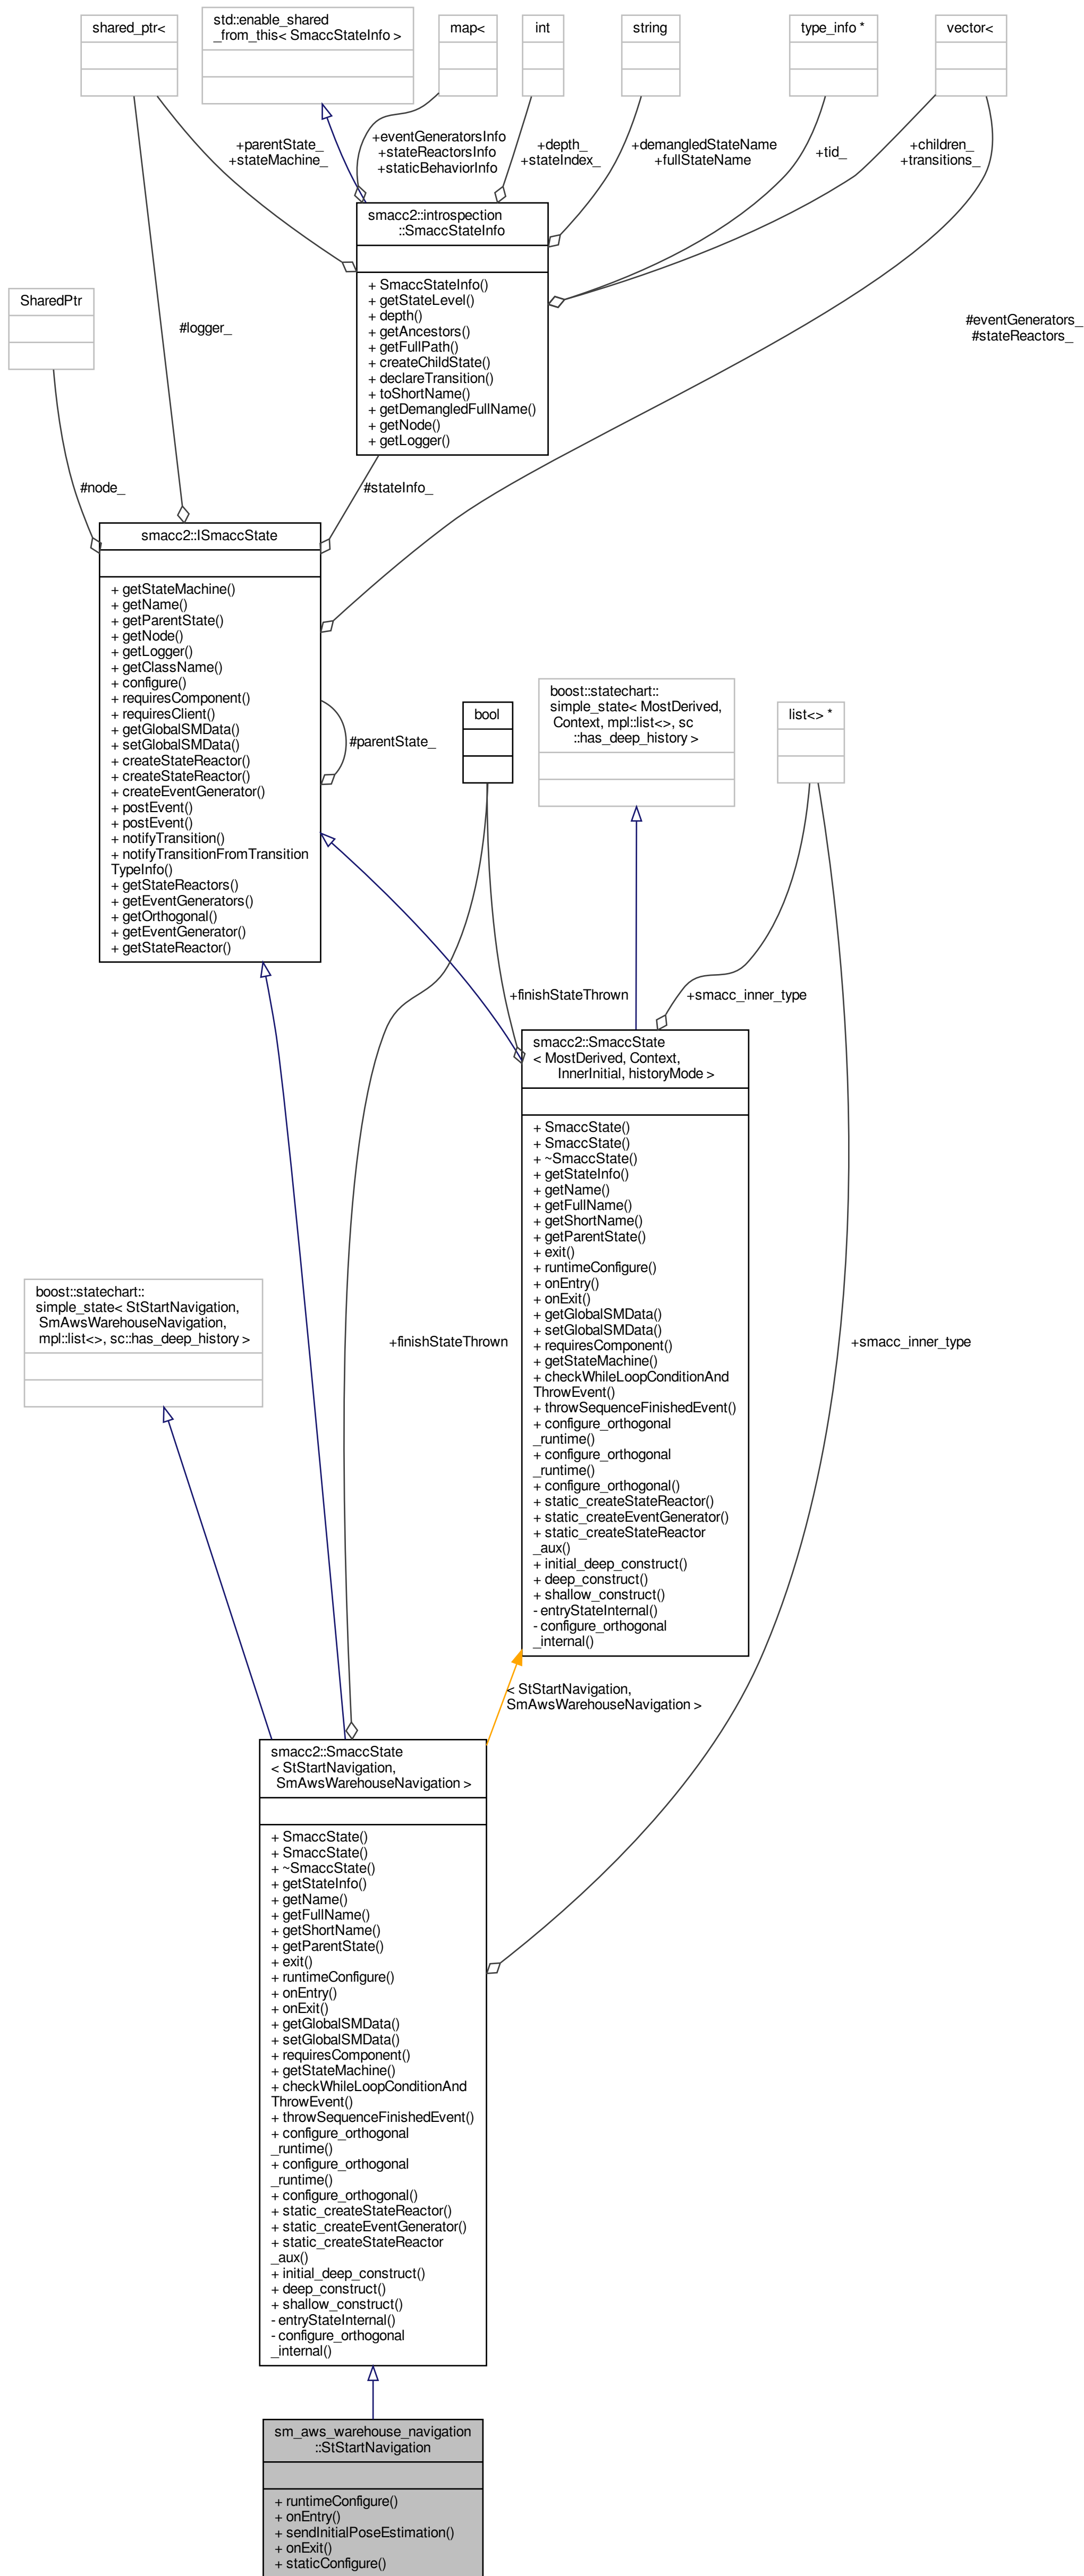 shared_ptr<
std::enable_shared
_from_this< SmaccStateInfo >
map<
int
string
type_info *
vector<
+parentState_
+stateMachine_
+eventGeneratorsInfo
+stateReactorsInfo
+staticBehaviorInfo
+depth_
+stateIndex_
+demangledStateName
+fullStateName
+tid_
+children_
+transitions_
smacc2::introspection
::SmaccStateInfo
+ SmaccStateInfo()
+ getStateLevel()
+ depth()
+ getAncestors()
+ getFullPath()
+ createChildState()
+ declareTransition()
+ toShortName()
+ getDemangledFullName()
+ getNode()
+ getLogger()
SharedPtr
#logger_
#eventGenerators_
#stateReactors_
#node_
#stateInfo_
smacc2::ISmaccState
+ getStateMachine()
+ getName()
+ getParentState()
+ getNode()
+ getLogger()
+ getClassName()
+ configure()
+ requiresComponent()
+ requiresClient()
+ getGlobalSMData()
+ setGlobalSMData()
+ createStateReactor()
+ createStateReactor()
+ createEventGenerator()
+ postEvent()
+ postEvent()
+ notifyTransition()
+ notifyTransitionFromTransition
TypeInfo()
+ getStateReactors()
+ getEventGenerators()
+ getOrthogonal()
+ getEventGenerator()
+ getStateReactor()
#parentState_
bool
boost::statechart::
simple_state< MostDerived,
Context, mpl::list<>, sc
::has_deep_history >
list<> *
+finishStateThrown
+smacc_inner_type
smacc2::SmaccState
< MostDerived, Context,
InnerInitial, historyMode >
+ SmaccState()
+ SmaccState()
+ ~SmaccState()
+ getStateInfo()
+ getName()
+ getFullName()
+ getShortName()
+ getParentState()
+ exit()
+ runtimeConfigure()
+ onEntry()
+ onExit()
+ getGlobalSMData()
+ setGlobalSMData()
+ requiresComponent()
+ getStateMachine()
+ checkWhileLoopConditionAnd
ThrowEvent()
+ throwSequenceFinishedEvent()
+ configure_orthogonal
_runtime()
+ configure_orthogonal
_runtime()
+ configure_orthogonal()
+ static_createStateReactor()
+ static_createEventGenerator()
+ static_createStateReactor
_aux()
+ initial_deep_construct()
+ deep_construct()
+ shallow_construct()
- entryStateInternal()
- configure_orthogonal
_internal()
boost::statechart::
simple_state< StStartNavigation,
SmAwsWarehouseNavigation,
mpl::list<>, sc::has_deep_history >
+finishStateThrown
+smacc_inner_type
< StStartNavigation,
SmAwsWarehouseNavigation >
smacc2::SmaccState
< StStartNavigation,
SmAwsWarehouseNavigation >
+ SmaccState()
+ SmaccState()
+ ~SmaccState()
+ getStateInfo()
+ getName()
+ getFullName()
+ getShortName()
+ getParentState()
+ exit()
+ runtimeConfigure()
+ onEntry()
+ onExit()
+ getGlobalSMData()
+ setGlobalSMData()
+ requiresComponent()
+ getStateMachine()
+ checkWhileLoopConditionAnd
ThrowEvent()
+ throwSequenceFinishedEvent()
+ configure_orthogonal
_runtime()
+ configure_orthogonal
_runtime()
+ configure_orthogonal()
+ static_createStateReactor()
+ static_createEventGenerator()
+ static_createStateReactor
_aux()
+ initial_deep_construct()
+ deep_construct()
+ shallow_construct()
- entryStateInternal()
- configure_orthogonal
_internal()
sm_aws_warehouse_navigation
::StStartNavigation
+ runtimeConfigure()
+ onEntry()
+ sendInitialPoseEstimation()
+ onExit()
+ staticConfigure()